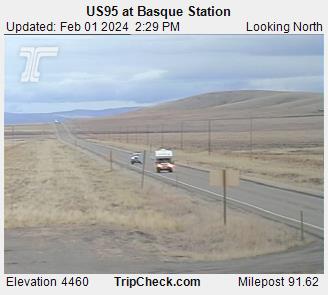 US95 at Basque Station
Updated: Feb 01 2024 2:29 PM Looking North
Elevation 4460 TripCheck.com Milepost 91.62